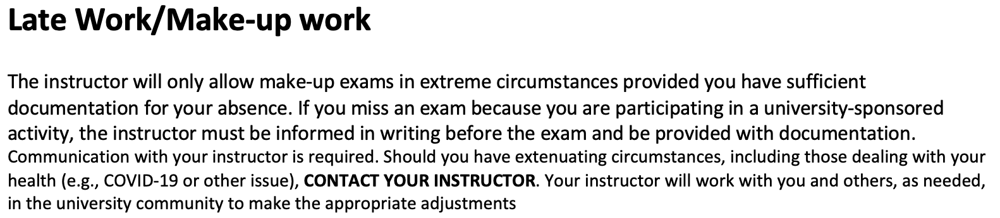 Late Work/Make-up work
The instructor will only allow make-up exams in extreme circumstances provided you have sufficient
documentation for your absence. If you miss an exam because you are participating in a university-sponsored
activity, the instructor must be informed in writing before the exam and be provided with documentation.
Communication with your instructor is required. Should you have extenuating circumstances, including those dealing with your
health (e.g., COVID-19 or other issue), CONTACT YOUR INSTRUCTOR. Your instructor will work with you and others, as needed,
in the university community to make the appropriate adjustments